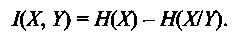 I(X, Y) = H(X) – H(X/Y).